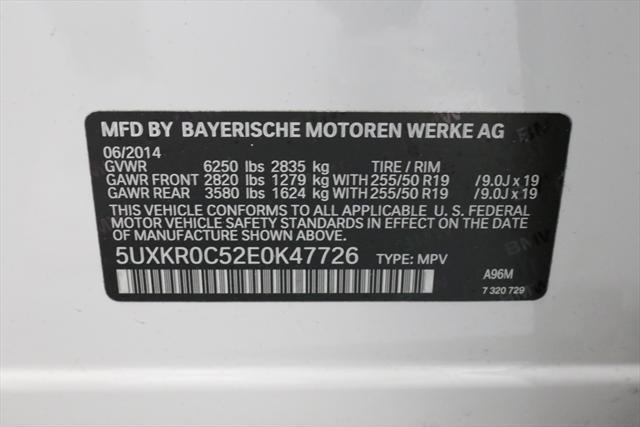 MFD BY BAYERISCHE MOTOREN WERKE AG
06/2014
GVWR 6250 lbs 2835 kg TIRE / RIM
GAWR FRONT 2820 lbs 1279 kg WITH 255/50 R19 / 9.0J x 19
GAWR REAR 3580 lbs 1624 kg WITH 255/50 R19 / 9.0J x 19
THIS VEHICLE CONFORMS TO ALL APPLICABLE U. S. FEDERAL
MOTOR VEHICLE SAFETY STANDARDS IN EFFECT ON THE DATE
OF MANUFACTURE SHOWN ABOVE.
5UXKR0C52E0K47726 TYPE: MPV
A96M
7 320 729